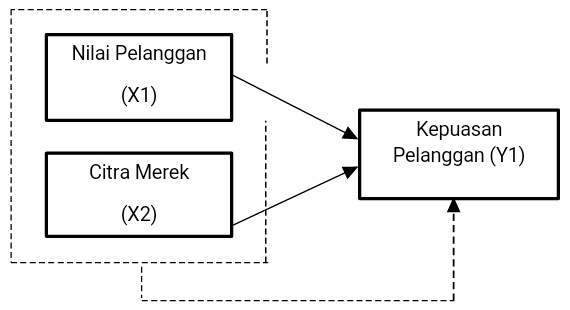 Nilai Pelanggan
(X1)
Citra Merek
(X2)
Kepuasan
Pelanggan (Y1)